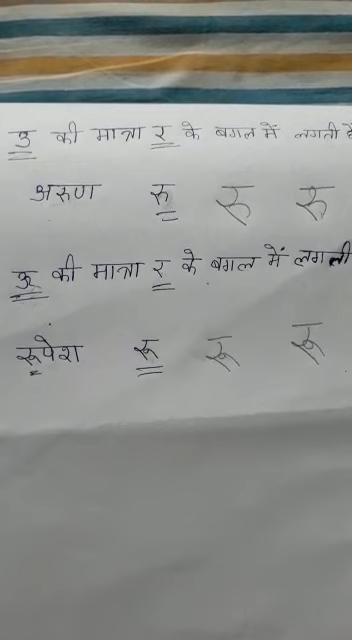 उ की मात्रा र के बगल में लगती
अरुण रु रु रु
ऊ की मात्रा र के बगल में लगती
रूपेश रू रू रू